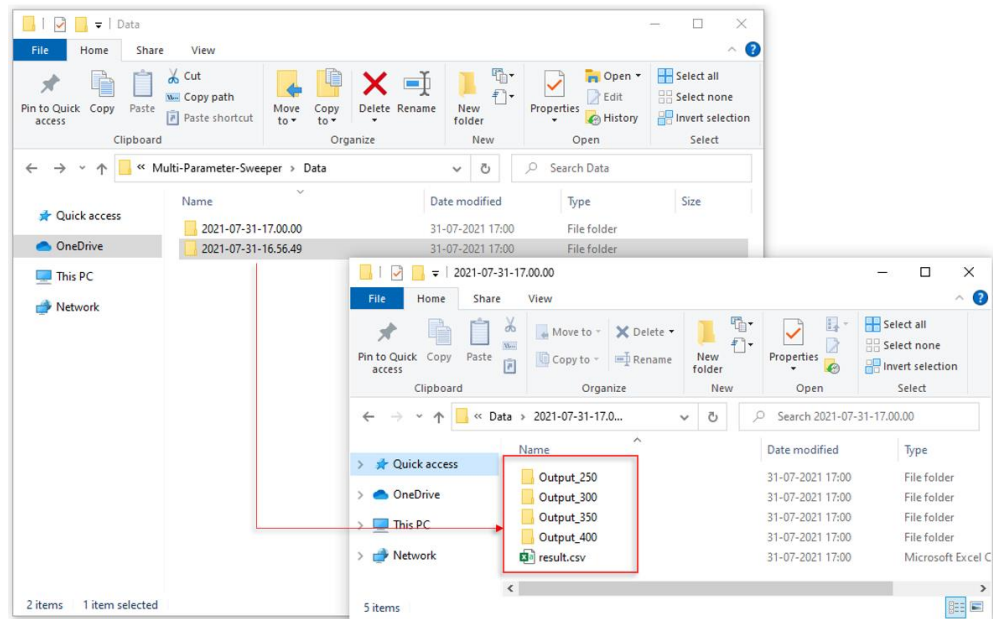 Data
File Home Share View
Pin to Quick access
Copy
Paste
Cut
Copy path
Paste shortcut
Clipboard
Move to
Copy to
Delete
Rename
Organize
New folder
New
Properties
Open
Edit
History
Open
Select all
Select none
Invert selection
Select
« Multi-Parameter-Sweeper > Data
Search Data
Quick access
OneDrive
This PC
Network
Name Date modified Type Size
2021-07-31-17.00.00 31-07-2021 17:00 File folder
2021-07-31-16.56.49 31-07-2021 17:00 File folder
2 items 1 item selected
2021-07-31-17.00.00
File Home Share View
Pin to Quick access
Copy
Paste
Clipboard
Move to
Copy to
Delete
Rename
Organize
New folder
New
Properties
Open
Select all
Select none
Invert selection
Select
« Data > 2021-07-31-17.0...
Search 2021-07-31-17.00.00
Quick access
OneDrive
This PC
Network
Name Date modified Type
Output_250 31-07-2021 17:00 File folder
Output_300 31-07-2021 17:00 File folder
Output_350 31-07-2021 17:00 File folder
Output_400 31-07-2021 17:00 File folder
result.csv 31-07-2021 17:00 Microsoft Excel C
5 items